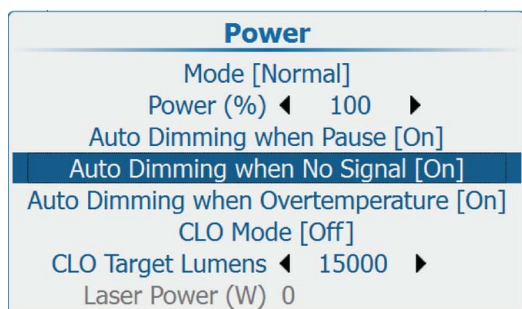 Power
Mode [Normal]
Power (%) 100
Auto Dimming when Pause [On]
Auto Dimming when No Signal [On]
Auto Dimming when Overtemperature [On]
CLO Mode [Off]
CLO Target Lumens 15000
Laser Power (W) 0